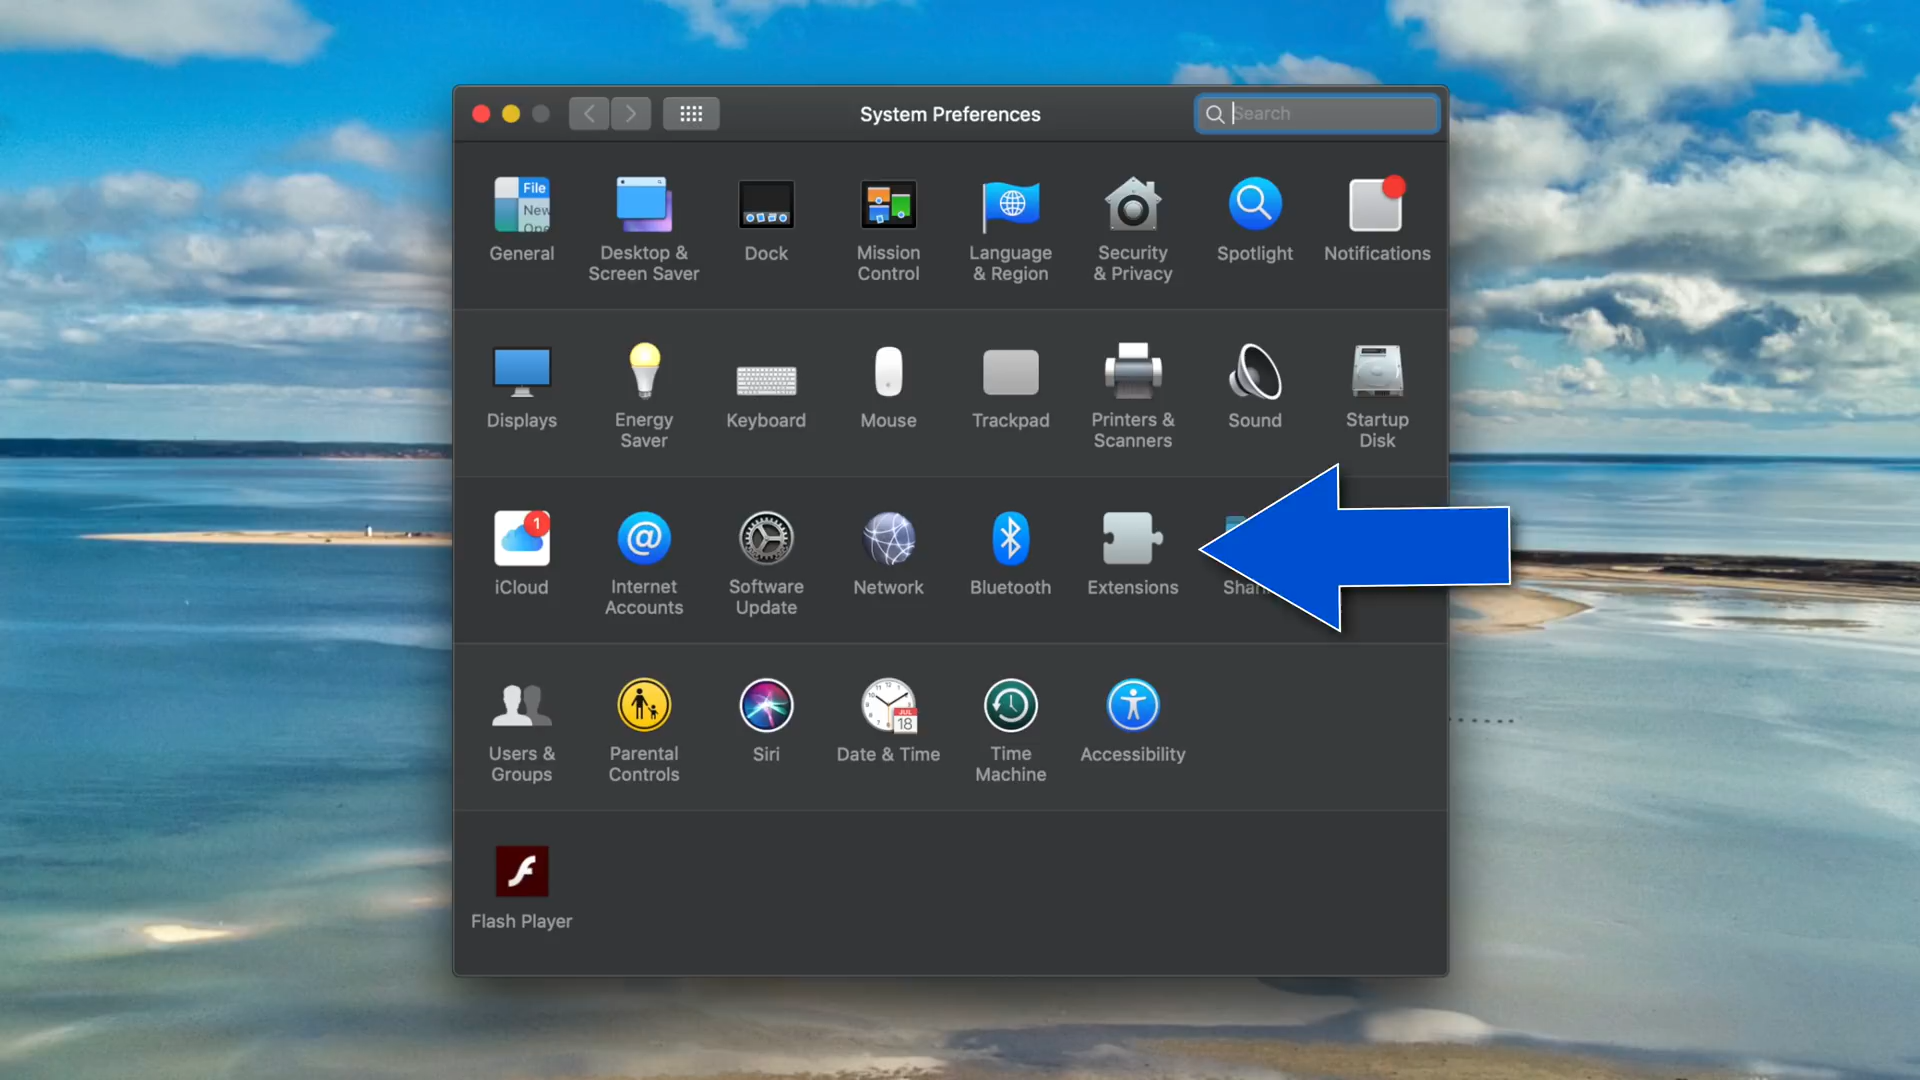 System Preferences
Search
File
New
General
Desktop &
Screen Saver
Dock
Mission
Control
Language
& Region
Security
& Privacy
Spotlight
Notifications
Displays
Energy
Saver
Keyboard
Mouse
Trackpad
Printers &
Scanners
Sound
Startup
Disk
1
iCloud
@
Internet
Accounts
Software
Update
Network
Bluetooth
Extensions
Users &
Groups
Parental
Controls
Siri
JUL
18
Date & Time
Time
Machine
Accessibility
Flash Player